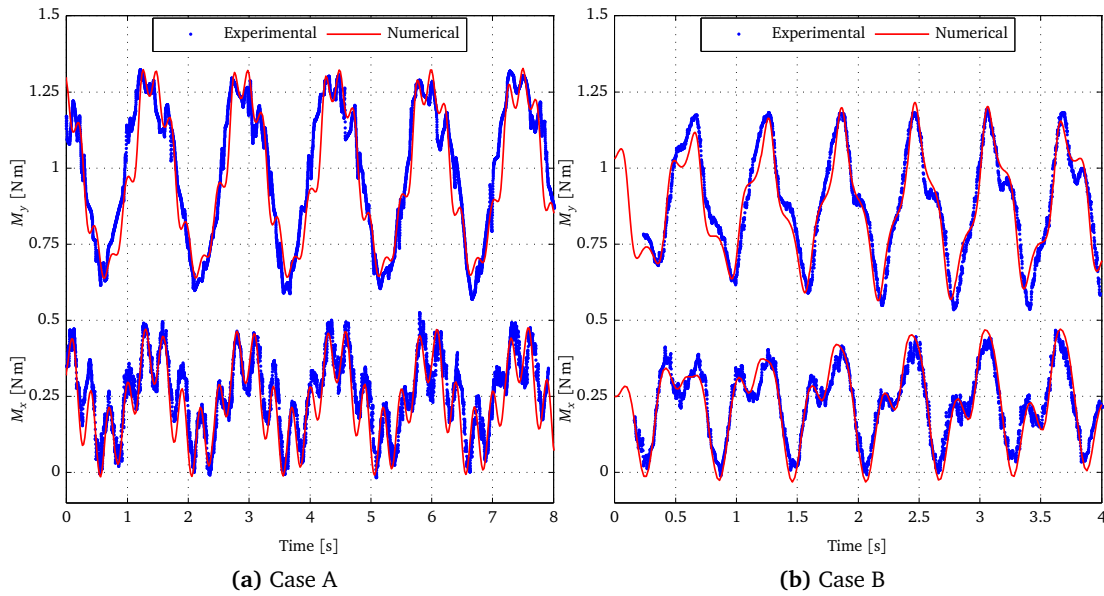 Experimental Numerical
1.5
1.25
1
0.75
0.5
0.25
0
M_y [N m]
M_x [N m]
0 1 2 3 4 5 6 7 8
Time [s]
(a) Case A
Experimental Numerical
1.5
1.25
1
0.75
0.5
0.25
0
M_y [N m]
M_x [N m]
0 0.5 1 1.5 2 2.5 3 3.5 4
Time [s]
(b) Case B